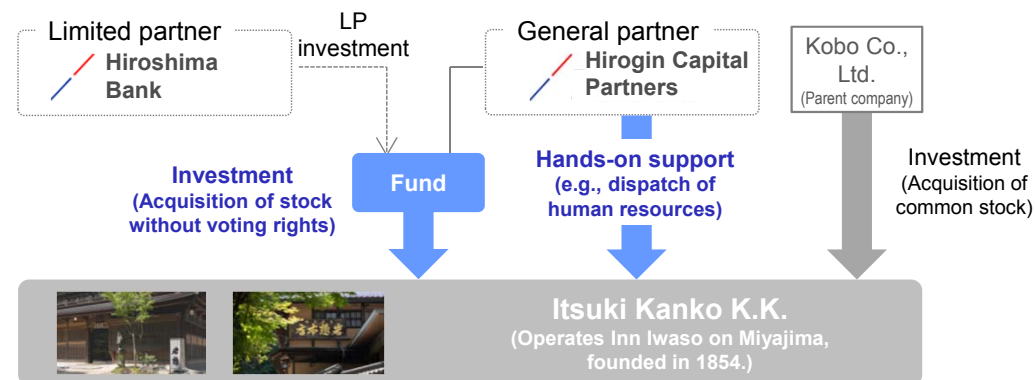 Limited partner
Hiroshima
Bank
LP
investment
General partner
Hirogin Capital
Partners
Kobo Co.,
Ltd.
(Parent company)
Investment
(Acquisition of stock
without voting rights)
Fund
Hands-on support
(e.g., dispatch of
human resources)
Investment
(Acquisition of
common stock)
Itsuki Kanko K.K.
(Operates Inn Iwaso on Miyajima,
founded in 1854.)